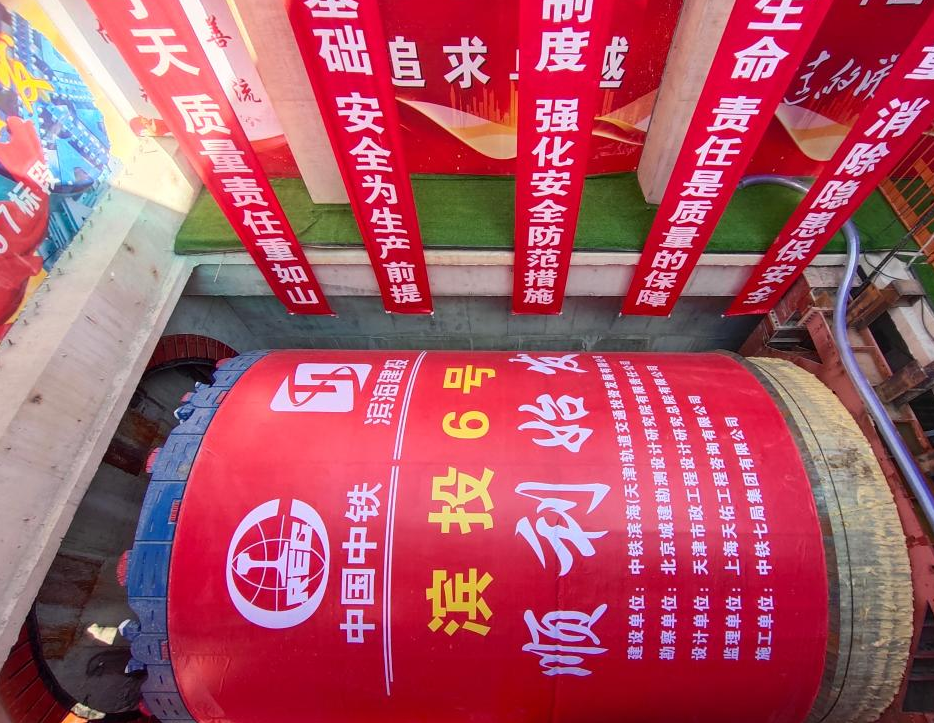 天 质量责任重如山
基础 安全为生产前提
制度 强化安全防范措施
生命 责任是质量的保障
消除隐患保安全
追求
越
善
流
7标段
滨海建投
中国中铁
CREC
滨投6号
顺利始发
建设单位：中铁滨海(天津)轨道交通投资发展有限公司
勘察单位：北京城建勘测设计研究院有限责任公司
设计单位：天津市政工程设计研究总院有限公司
监理单位：上海天佑工程咨询有限公司
施工单位：中铁七局集团有限公司